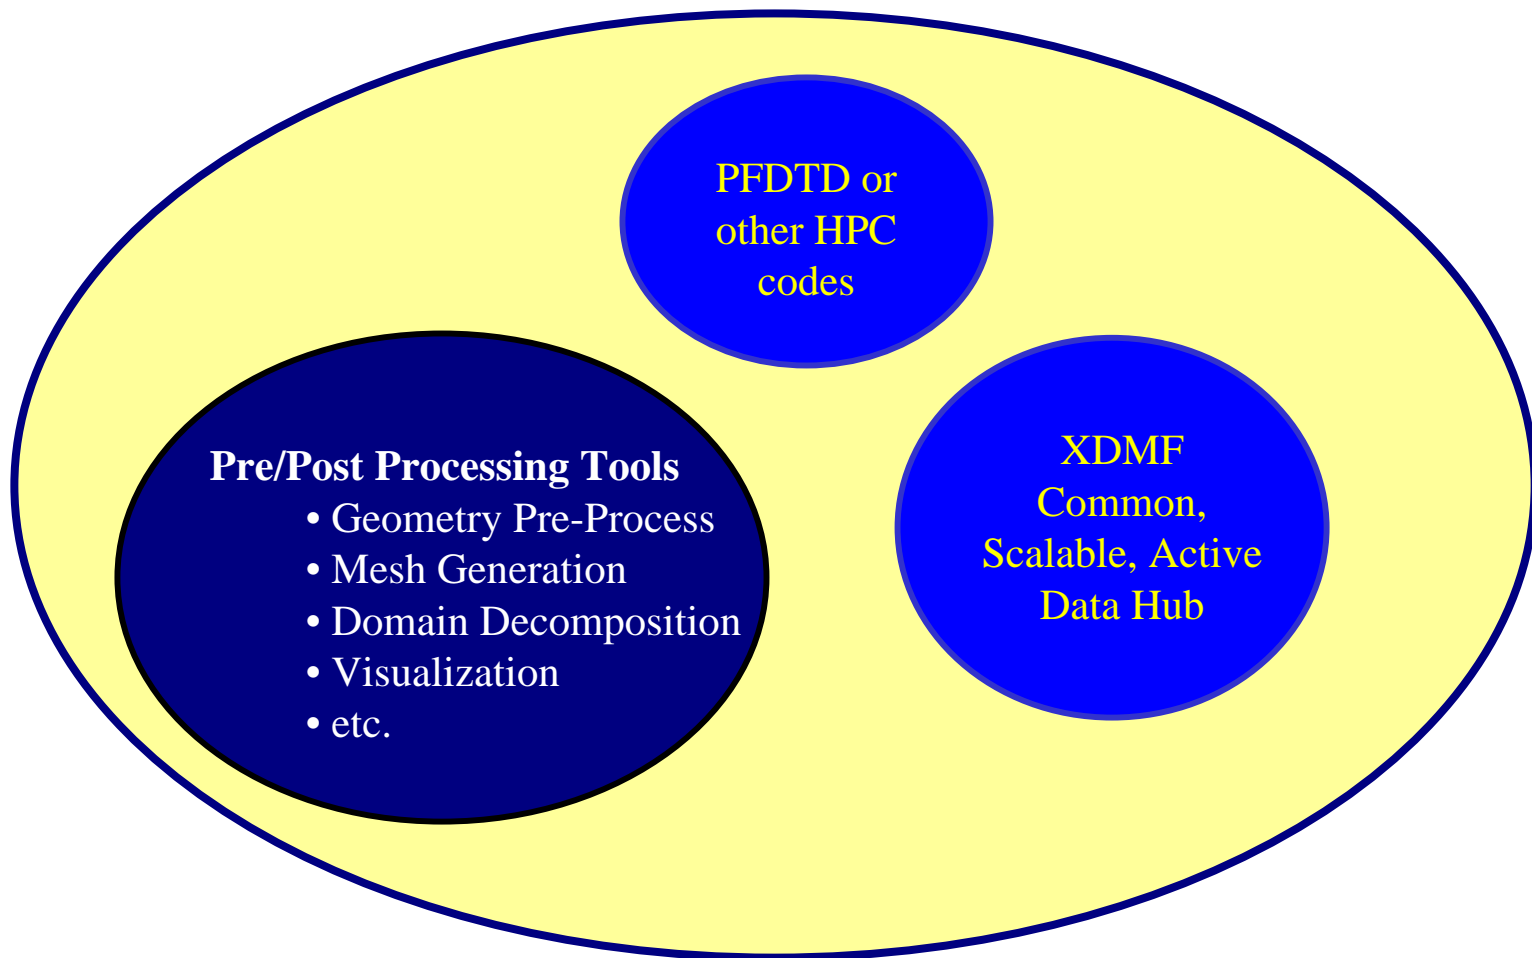 PFDTD or
other HPC
codes
Pre/Post Processing Tools
• Geometry Pre-Process
• Mesh Generation
• Domain Decomposition
• Visualization
• etc.
XDMF
Common,
Scalable, Active
Data Hub